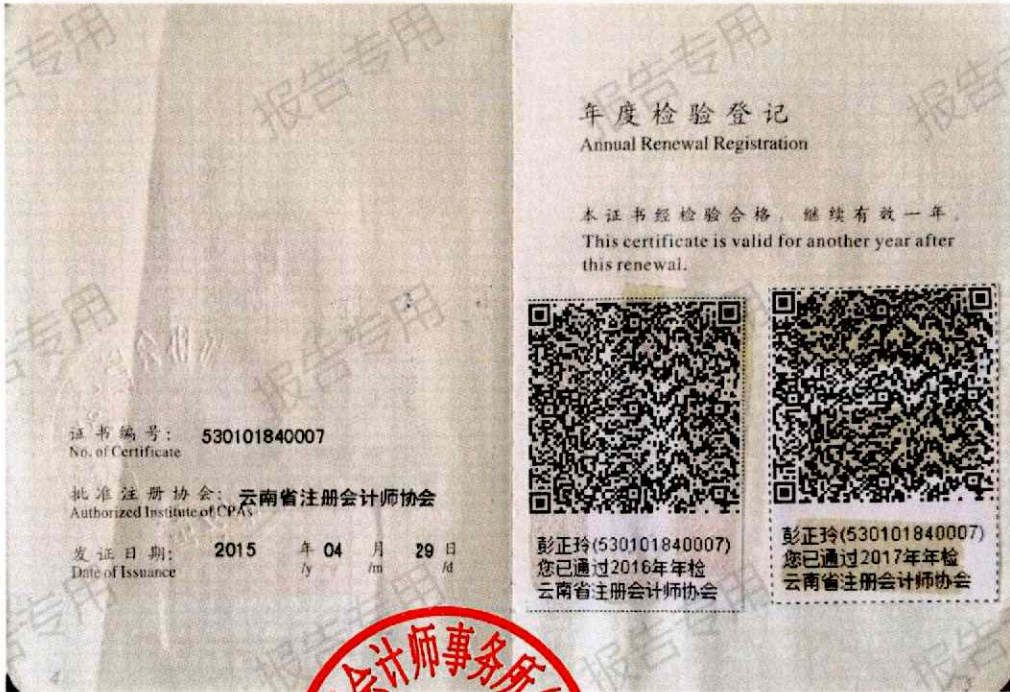 证书编号： 530101840007
No. of Certificate
批准注册协会：云南省注册会计师协会
Authorized Institute of CPAs
发证日期： 2015 年 04 月 29 日
Date of Issuance /y /m /d
4
年度检验登记
Annual Renewal Registration
本证书经检验合格，继续有效一年。
This certificate is valid for another year after
this renewal.
彭正玲(530101840007)
您已通过2016年年检
云南省注册会计师协会
彭正玲(530101840007)
您已通过2017年年检
云南省注册会计师协会
5
会计师事务所
报告专用